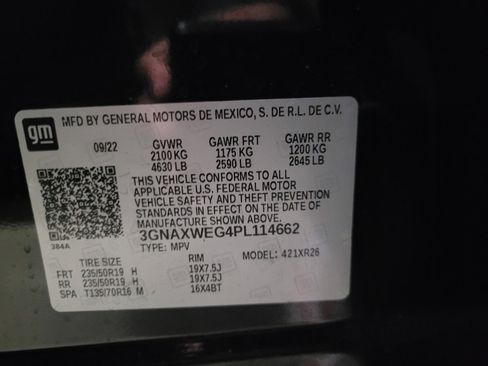 gm
MFD BY GENERAL MOTORS DE MEXICO, S. DE R.L. DE C.V.
09/22 GVWR GAWR FRT GAWR RR
2100 KG 1175 KG 1200 KG
4630 LB 2590 LB 2645 LB
THIS VEHICLE CONFORMS TO ALL
APPLICABLE U.S. FEDERAL MOTOR
VEHICLE SAFETY AND THEFT PREVENTION
STANDARDS IN EFFECT ON THE DATE OF
MANUFACTURE SHOWN ABOVE.
384A
3GNAXWEG4PL114662
TYPE: MPV MODEL: 421XR26
TIRE SIZE RIM
FRT 235/50R19 H 19X7.5J
RR 235/50R19 H 19X7.5J
SPA T135/70R16 M 16X4BT